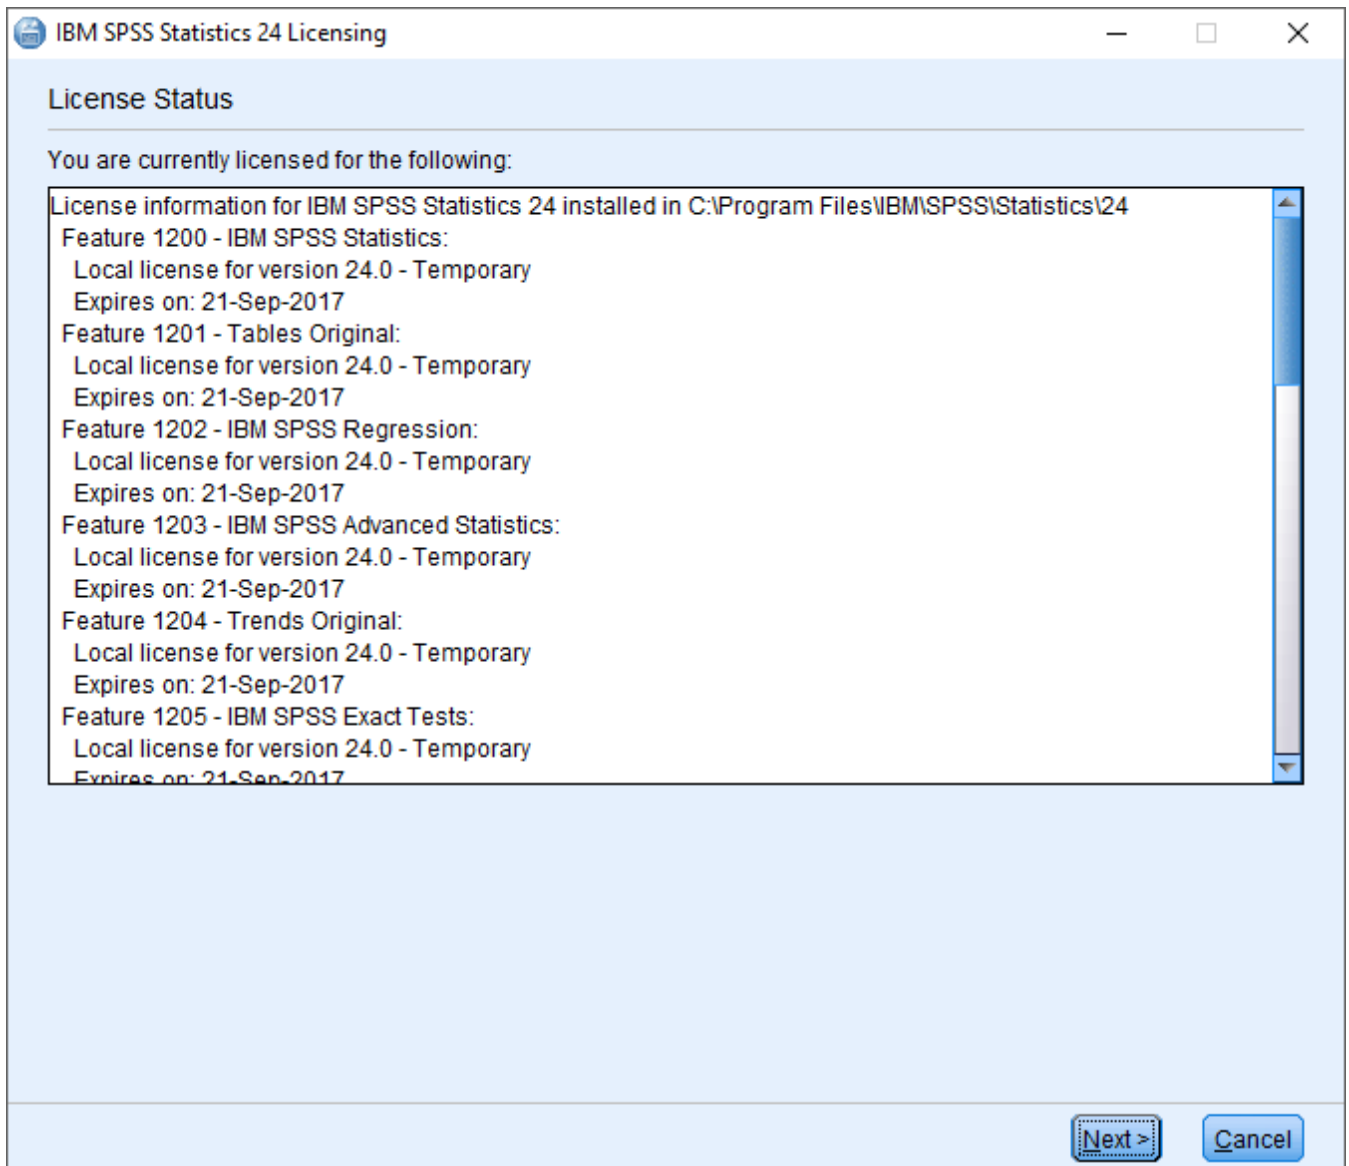 IBM SPSS Statistics 24 Licensing
License Status
You are currently licensed for the following:
License information for IBM SPSS Statistics 24 installed in C:\Program Files\IBM\SPSS\Statistics\24
Feature 1200 - IBM SPSS Statistics:
Local license for version 24.0 - Temporary
Expires on: 21-Sep-2017
Feature 1201 - Tables Original:
Local license for version 24.0 - Temporary
Expires on: 21-Sep-2017
Feature 1202 - IBM SPSS Regression:
Local license for version 24.0 - Temporary
Expires on: 21-Sep-2017
Feature 1203 - IBM SPSS Advanced Statistics:
Local license for version 24.0 - Temporary
Expires on: 21-Sep-2017
Feature 1204 - Trends Original:
Local license for version 24.0 - Temporary
Expires on: 21-Sep-2017
Feature 1205 - IBM SPSS Exact Tests:
Local license for version 24.0 - Temporary
Expires on: 21-Sep-2017
Next > Cancel